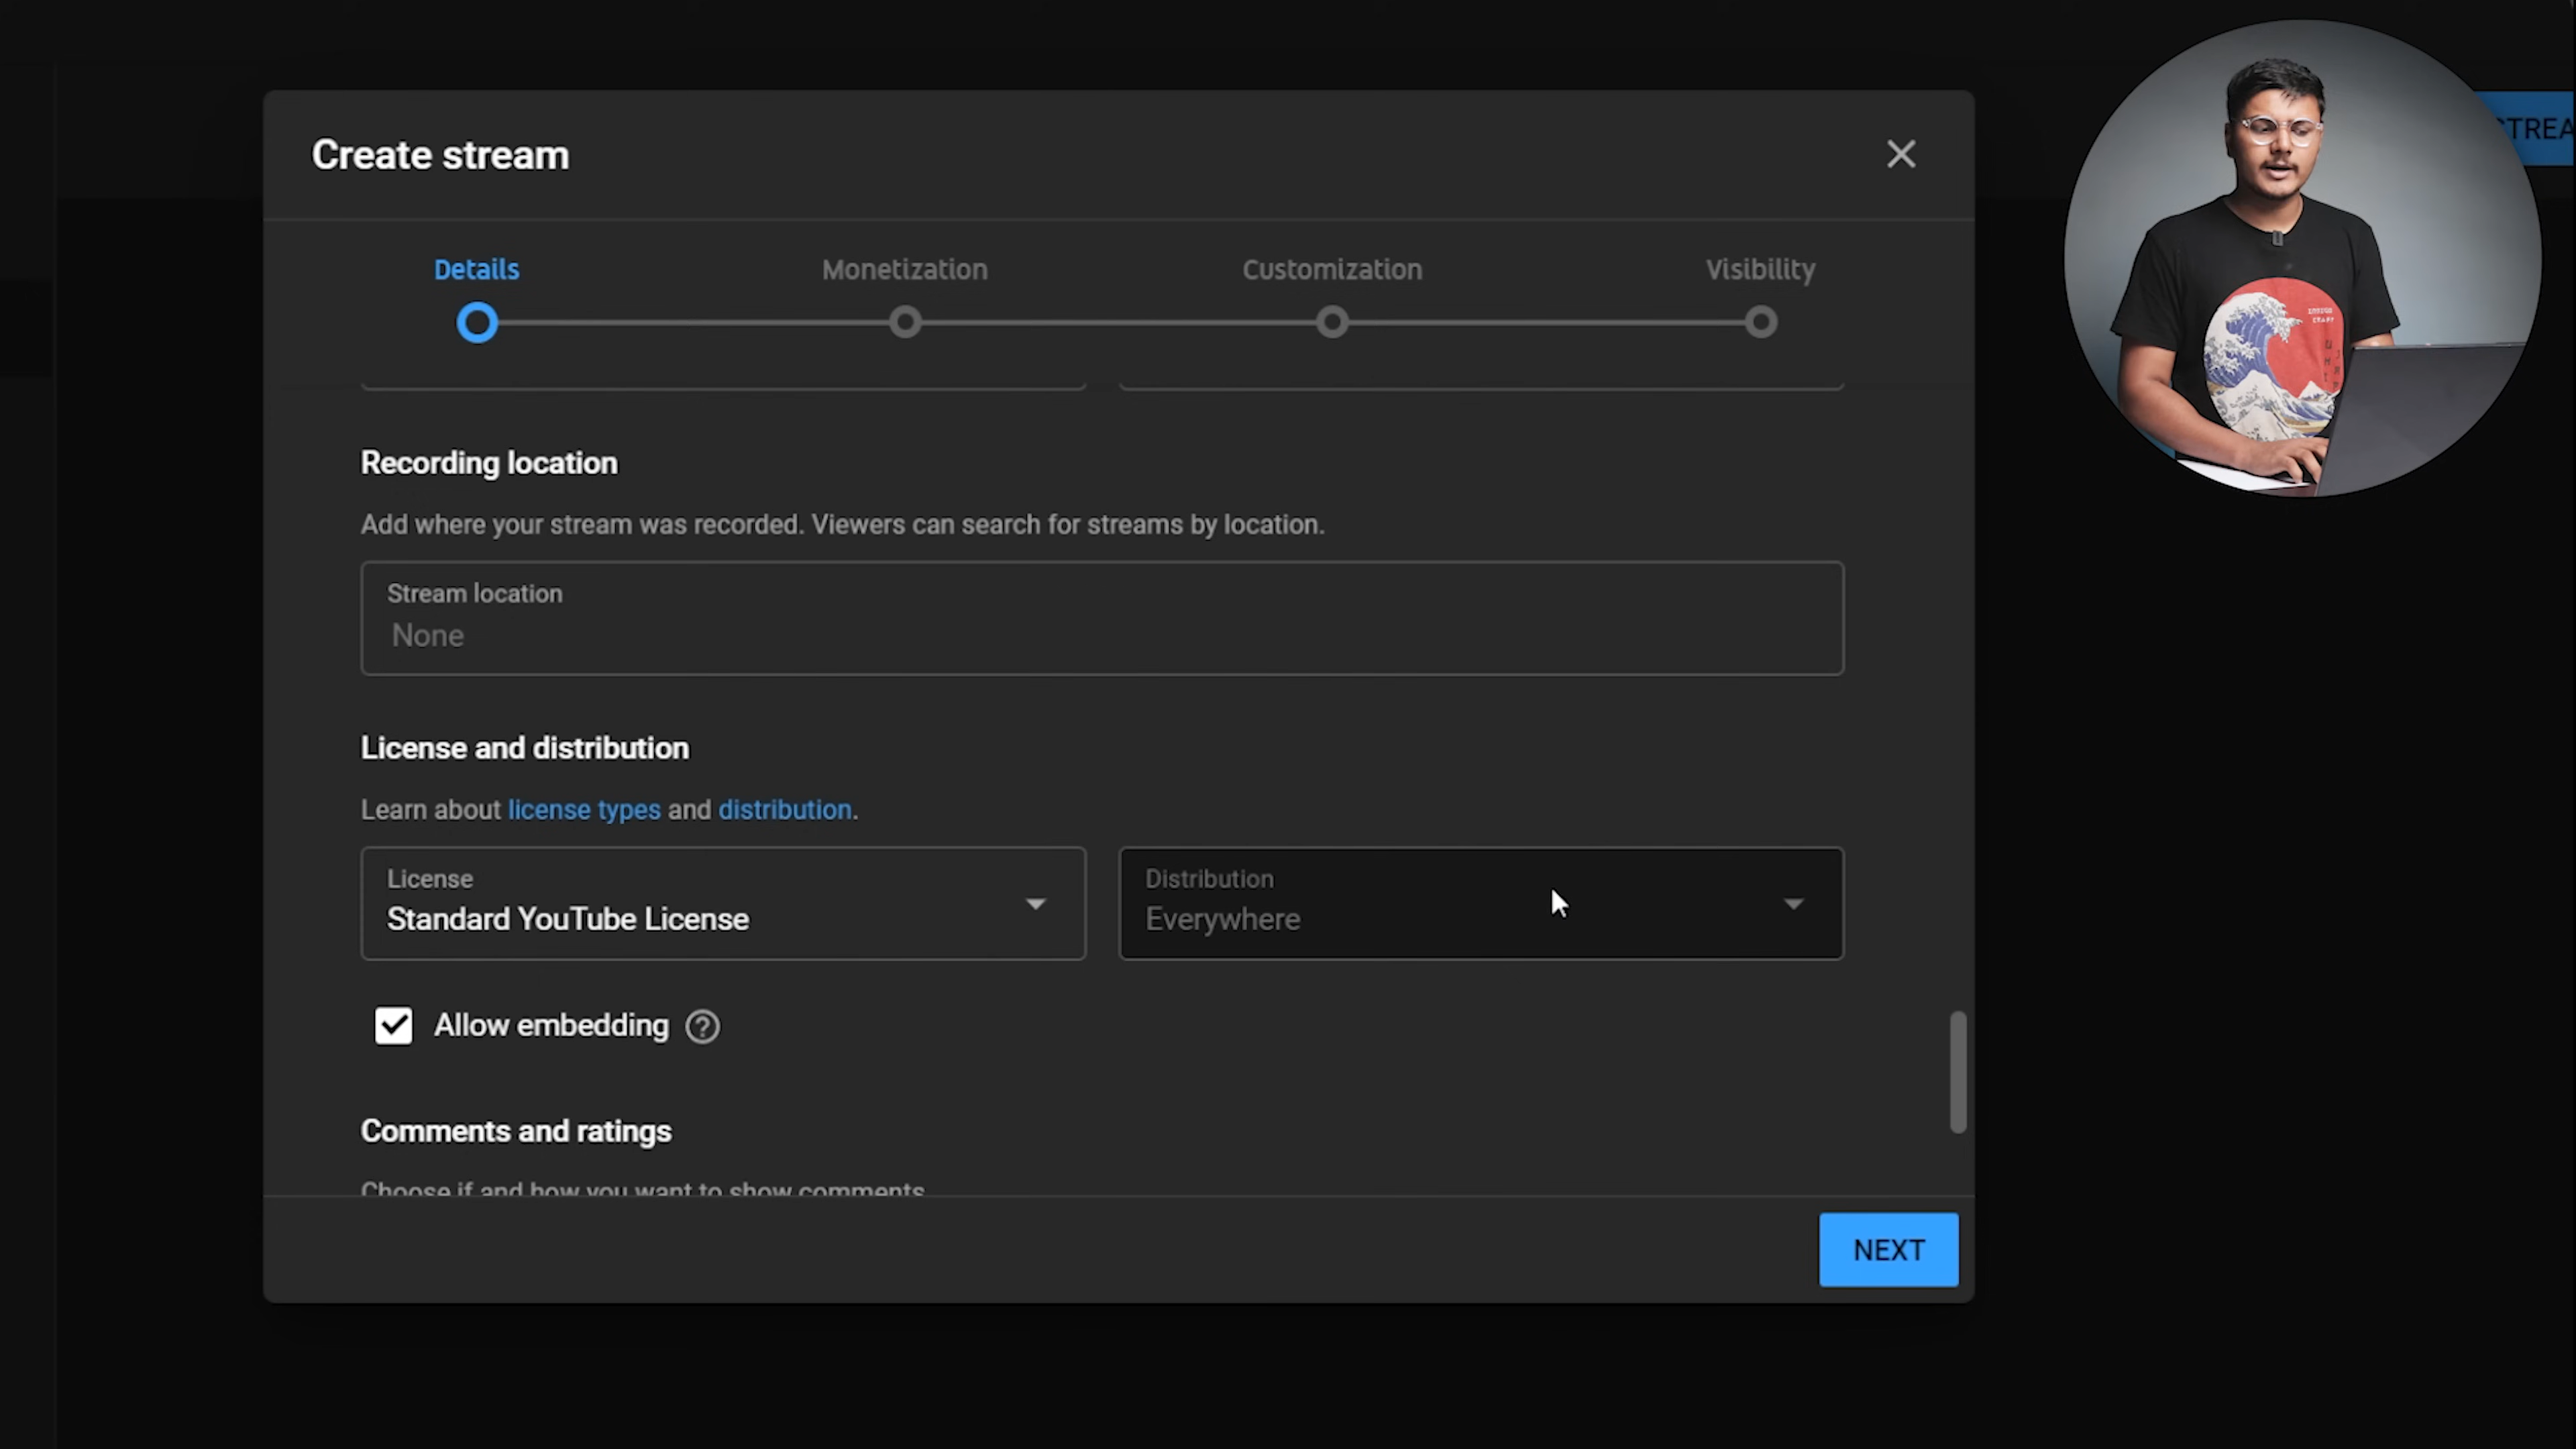 Create stream
STREA
Details
Monetization
Customization
Visibility
Recording location
Add where your stream was recorded. Viewers can search for streams by location.
Stream location
None
License and distribution
Learn about license types and distribution.
License
Standard YouTube License
Distribution
Everywhere
Allow embedding
Comments and ratings
Choose if and how you want to show comments
NEXT